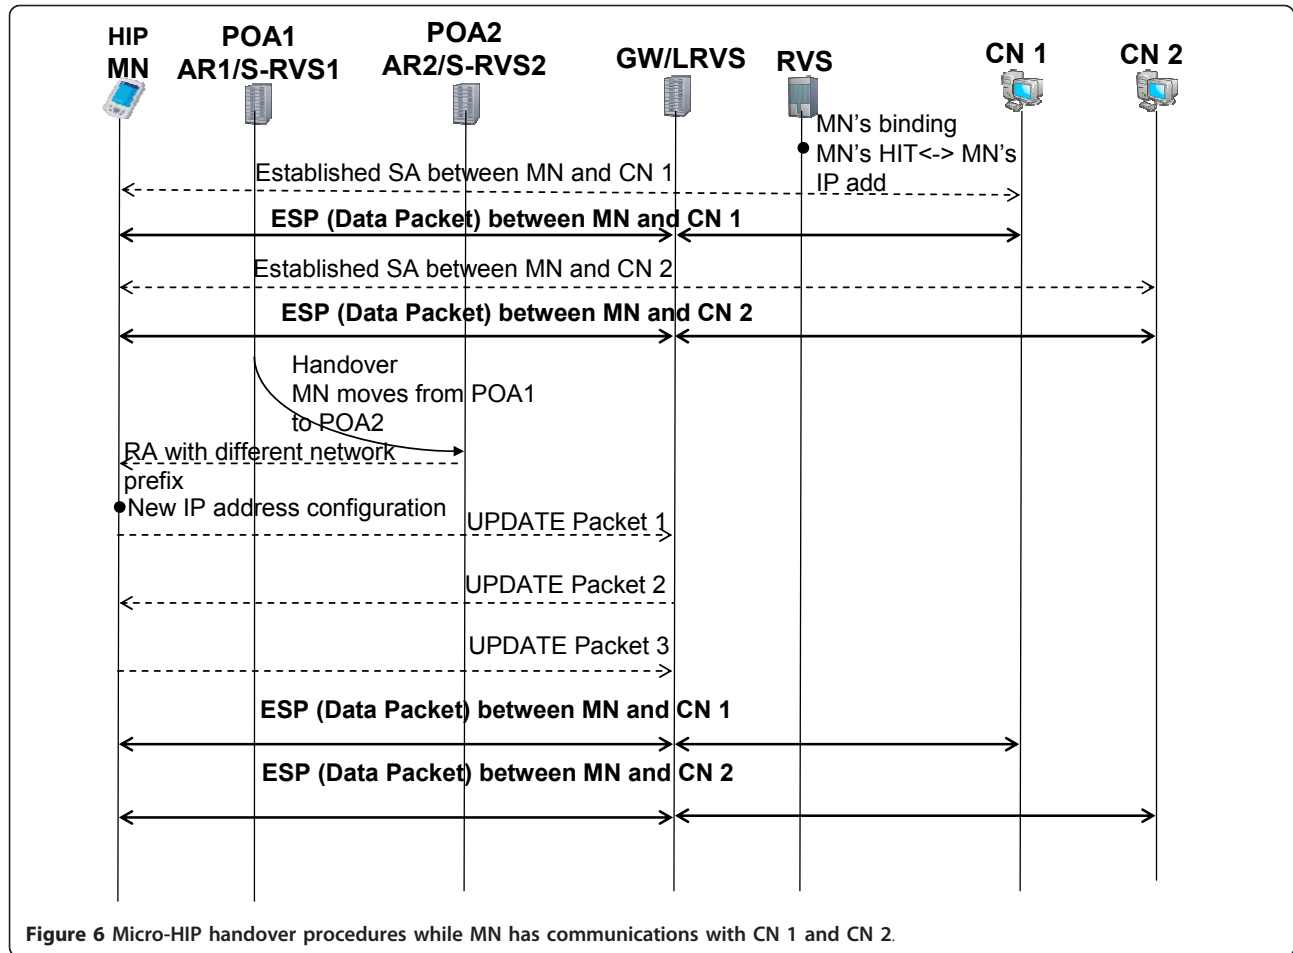 HIP
MN
POA1
AR1/S-RVS1
POA2
AR2/S-RVS2
GW/LRVS
RVS
CN 1
CN 2
MN's binding
MN's HIT<-> MN's
IP add
Established SA between MN and CN 1
ESP (Data Packet) between MN and CN 1
Established SA between MN and CN 2
ESP (Data Packet) between MN and CN 2
Handover
MN moves from POA1
to POA2
RA with different network
prefix
New IP address configuration
UPDATE Packet 1
UPDATE Packet 2
UPDATE Packet 3
ESP (Data Packet) between MN and CN 1
ESP (Data Packet) between MN and CN 2
Figure 6 Micro-HIP handover procedures while MN has communications with CN 1 and CN 2.